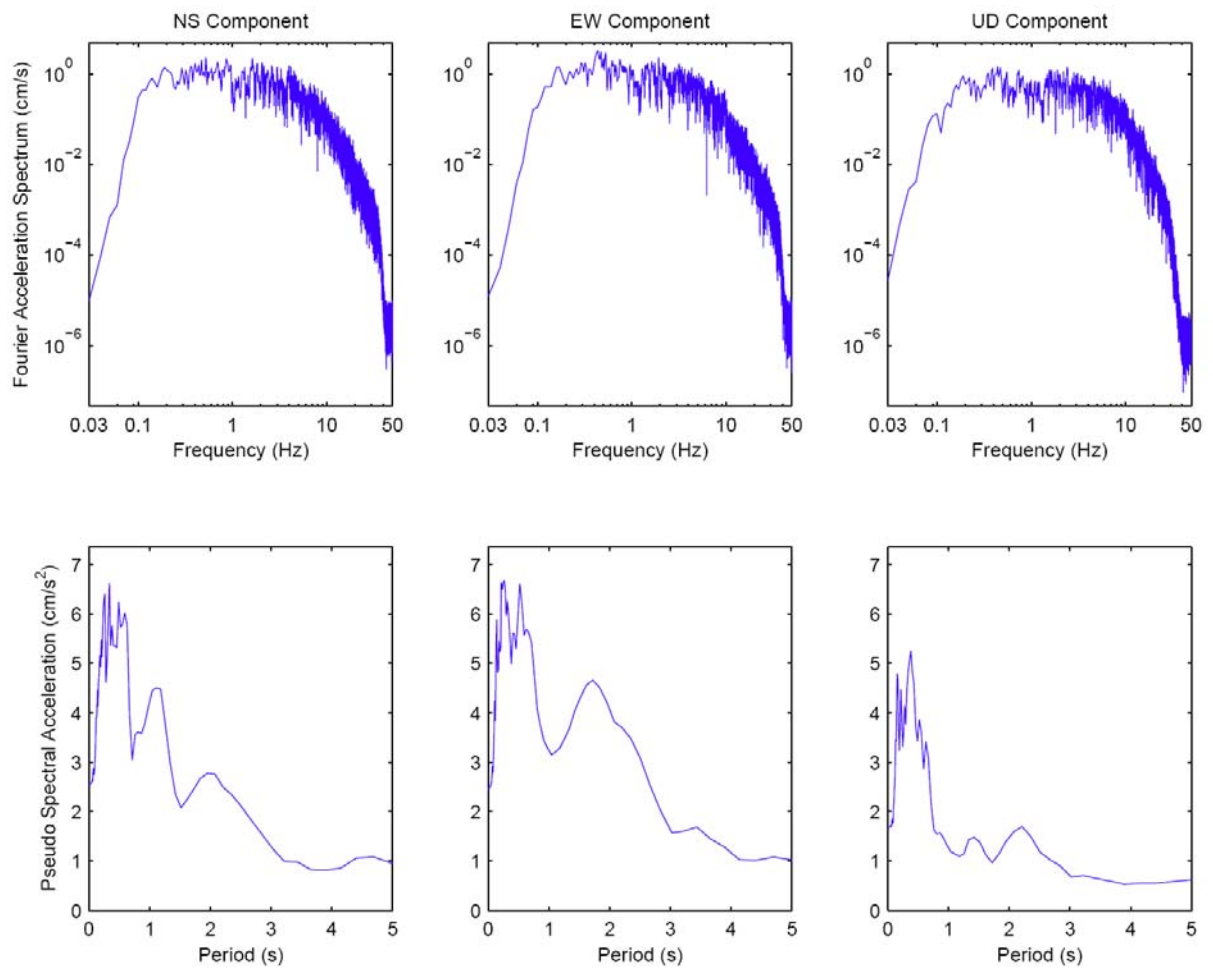 NS Component
EW Component
UD Component
Fourier Acceleration Spectrum (cm/s)
10^0
10^−2
10^−4
10^−6
0.03 0.1 1 10 50
Frequency (Hz)
10^0
10^−2
10^−4
10^−6
0.03 0.1 1 10 50
Frequency (Hz)
10^0
10^−2
10^−4
10^−6
0.03 0.1 1 10 50
Frequency (Hz)
Pseudo Spectral Acceleration (cm/s^2)
7
6
5
4
3
2
1
0
0 1 2 3 4 5
Period (s)
7
6
5
4
3
2
1
0
0 1 2 3 4 5
Period (s)
7
6
5
4
3
2
1
0
0 1 2 3 4 5
Period (s)